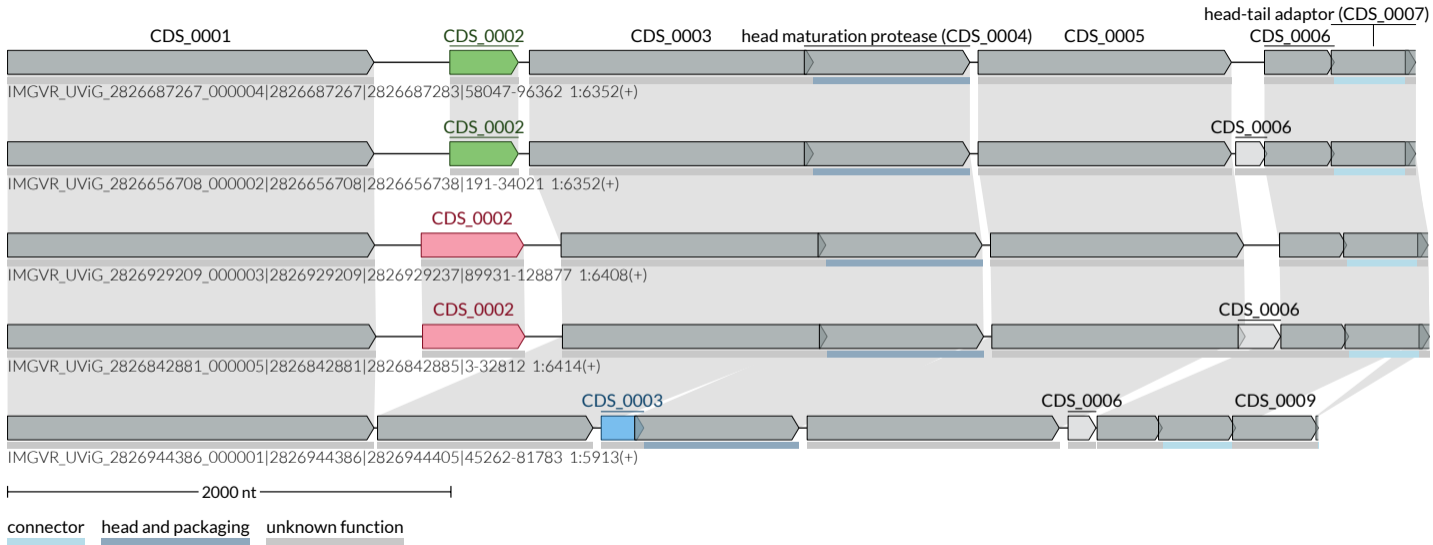 head-tail adaptor (CDS_0007)
CDS_0001 CDS_0002 CDS_0003 head maturation protease (CDS_0004) CDS_0005 CDS_0006
IMGVR_UViG_2826687267_000004|2826687267|2826687283|58047-96362 1:6352(+)
CDS_0002 CDS_0006
IMGVR_UViG_2826656708_000002|2826656708|2826656738|191-34021 1:6352(+)
CDS_0002
IMGVR_UViG_2826929209_000003|2826929209|2826929237|89931-128877 1:6408(+)
CDS_0002 CDS_0006
IMGVR_UViG_2826842881_000005|2826842881|2826842885|3-32812 1:6414(+)
CDS_0003 CDS_0006 CDS_0009
IMGVR_UViG_2826944386_000001|2826944386|2826944405|45262-81783 1:5913(+)
2000 nt
connector head and packaging unknown function